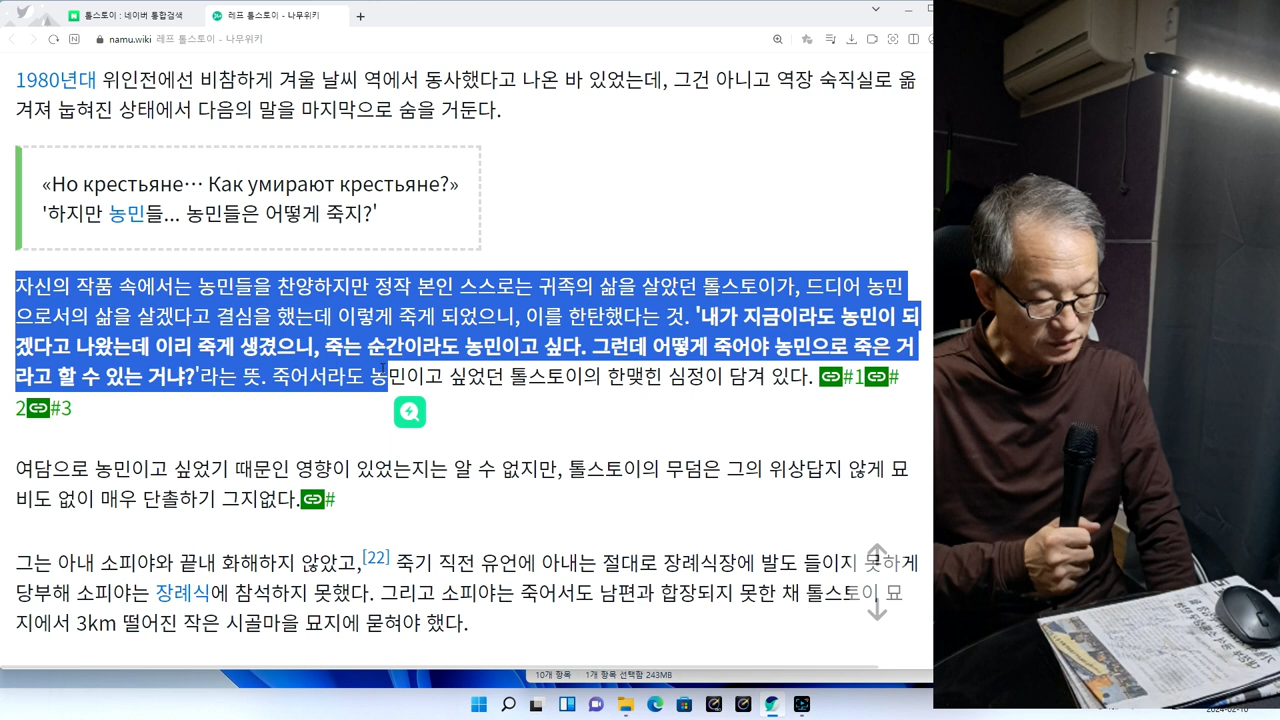 톨스토이 : 네이버 통합검색
레프 톨스토이 - 나무위키
namu.wiki 레프 톨스토이 - 나무위키
1980년대 위인전에선 비참하게 겨울 날씨 역에서 동사했다고 나온 바 있었는데, 그건 아니고 역장 숙직실로 옮
겨져 눕혀진 상태에서 다음의 말을 마지막으로 숨을 거둔다.
«Но крестьяне… Как умирают крестьяне?»
'하지만 농민들... 농민들은 어떻게 죽지?'
자신의 작품 속에서는 농민들을 찬양하지만 정작 본인 스스로는 귀족의 삶을 살았던 톨스토이가, 드디어 농민
으로서의 삶을 살겠다고 결심을 했는데 이렇게 죽게 되었으니, 이를 한탄했다는 것. '내가 지금이라도 농민이 되
겠다고 나왔는데 이리 죽게 생겼으니, 죽는 순간이라도 농민이고 싶다. 그런데 어떻게 죽어야 농민으로 죽은 거
라고 할 수 있는 거냐?'라는 뜻. 죽어서라도 농민이고 싶었던 톨스토이의 한맺힌 심정이 담겨 있다. #1#
2#3
여담으로 농민이고 싶었기 때문인 영향이 있었는지는 알 수 없지만, 톨스토이의 무덤은 그의 위상답지 않게 묘
비도 없이 매우 단촐하기 그지없다.#
그는 아내 소피야와 끝내 화해하지 않았고,[22] 죽기 직전 유언에 아내는 절대로 장례식장에 발도 들이지 못하게
당부해 소피야는 장례식에 참석하지 못했다. 그리고 소피야는 죽어서도 남편과 합장되지 못한 채 톨스토이 묘
지에서 3km 떨어진 작은 시골마을 묘지에 묻혀야 했다.
10개 항목 1개 항목 선택함 243MB